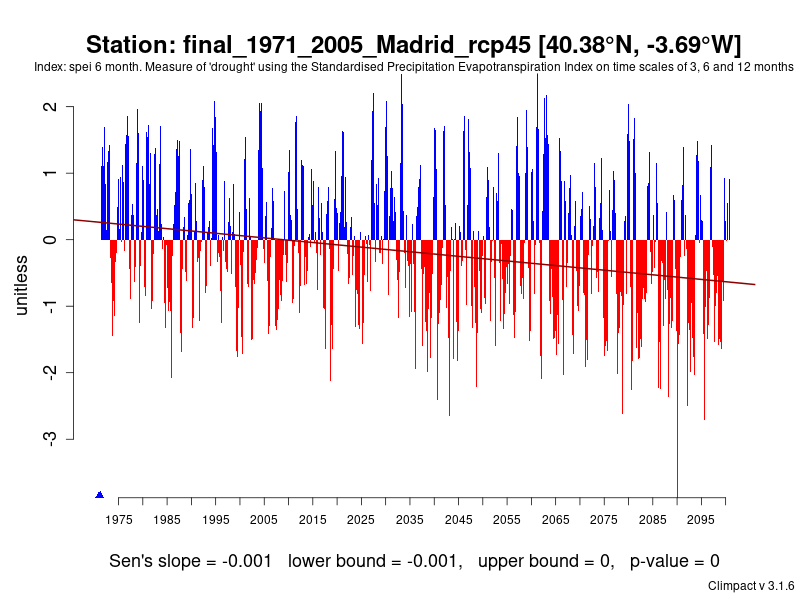 Station: final_1971_2005_Madrid_rcp45 [40.38°N, -3.69°W]
Index: spei 6 month. Measure of 'drought' using the Standardised Precipitation Evapotranspiration Index on time scales of 3, 6 and 12 months
unitless
2
1
0
-1
-2
-3
1975 1985 1995 2005 2015 2025 2035 2045 2055 2065 2075 2085 2095
Sen's slope = -0.001 lower bound = -0.001, upper bound = 0, p-value = 0
Climpact v 3.1.6